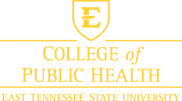 E
COLLEGE of
PUBLIC HEALTH
EAST TENNESSEE STATE UNIVERSITY